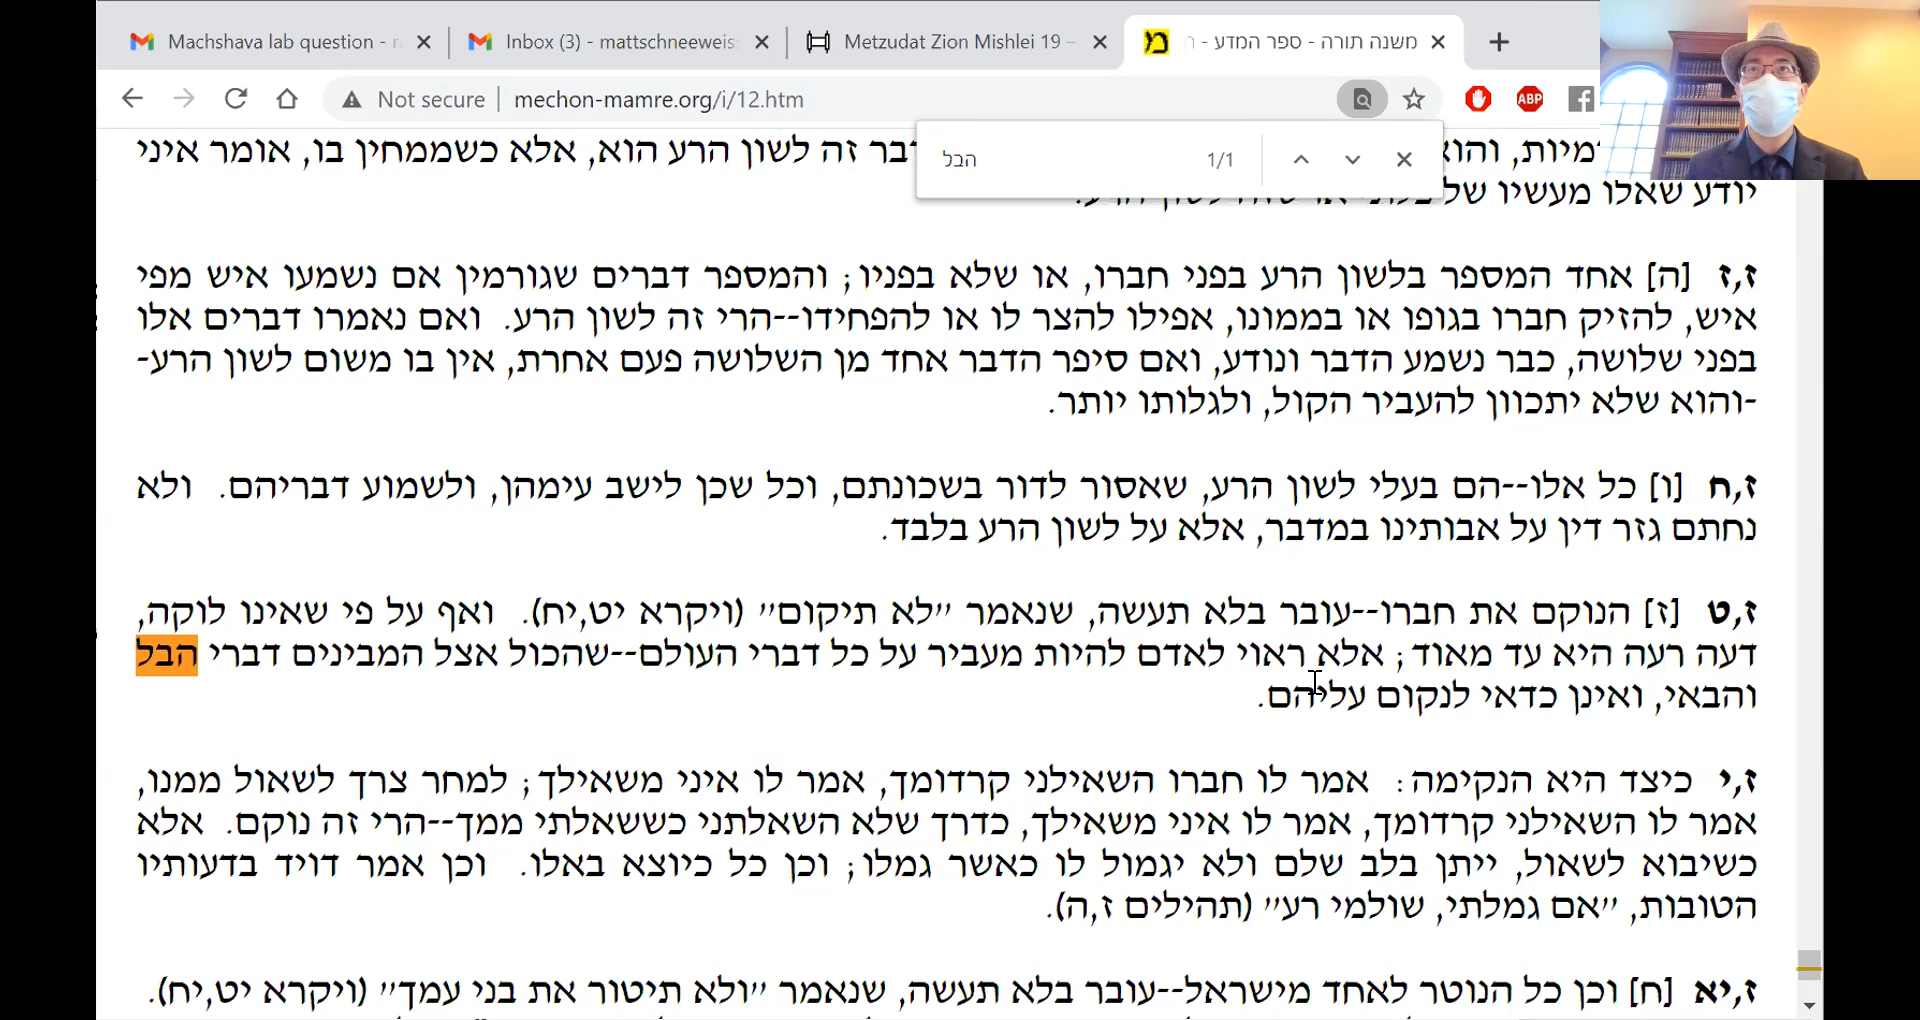 Machshava lab question - r
Inbox (3) - mattschneeweis
Metzudat Zion Mishlei 19 -
משנה תורה - ספר המדע - ר
Not secure | mechon-mamre.org/i/12.htm
ABP
הבל 1/1
דבר זה לשון הרע הוא, אלא כשממחין בו, אומר איני
יודע שאלו מעשיו של
ז,ז [ה] אחד המספר בלשון הרע בפני חברו, או שלא בפניו; והמספר דברים שגורמין אם נשמעו איש מפי
איש, להזיק חברו בגופו או בממונו, אפילו להצר לו או להפחידו--הרי זה לשון הרע. ואם נאמרו דברים אלו
בפני שלושה, כבר נשמע הדבר ונודע, ואם סיפר הדבר אחד מן השלושה פעם אחרת, אין בו משום לשון הרע-
-והוא שלא יתכוון להעביר הקול, ולגלותו יותר.
ז,ח [ו] כל אלו--הם בעלי לשון הרע, שאסור לדור בשכונתם, וכל שכן לישב עימהן, ולשמוע דבריהם. ולא
נחתם גזר דין על אבותינו במדבר, אלא על לשון הרע בלבד.
ז,ט [ז] הנוקם את חברו--עובר בלא תעשה, שנאמר "לא תיקום" (ויקרא יט,יח). ואף על פי שאינו לוקה,
דעה רעה היא עד מאוד; אלא ראוי לאדם להיות מעביר על כל דברי העולם--שהכול אצל המבינים דברי הבל
והבאי, ואינן כדאי לנקום עליהם.
ז,י כיצד היא הנקימה: אמר לו חברו השאילני קרדומך, אמר לו איני משאילך; למחר צרך לשאול ממנו,
אמר לו השאילני קרדומך, אמר לו איני משאילך, כדרך שלא השאלתני כששאלתי ממך--הרי זה נוקם. אלא
כשיבוא לשאול, ייתן בלב שלם ולא יגמול לו כאשר גמלו; וכן כל כיוצא באלו. וכן אמר דויד בדעותיו
הטובות, "אם גמלתי, שולמי רע" (תהילים ז,ה).
ז,יא [ח] וכן כל הנוטר לאחד מישראל--עובר בלא תעשה, שנאמר "ולא תיטור את בני עמך" (ויקרא יט,יח).